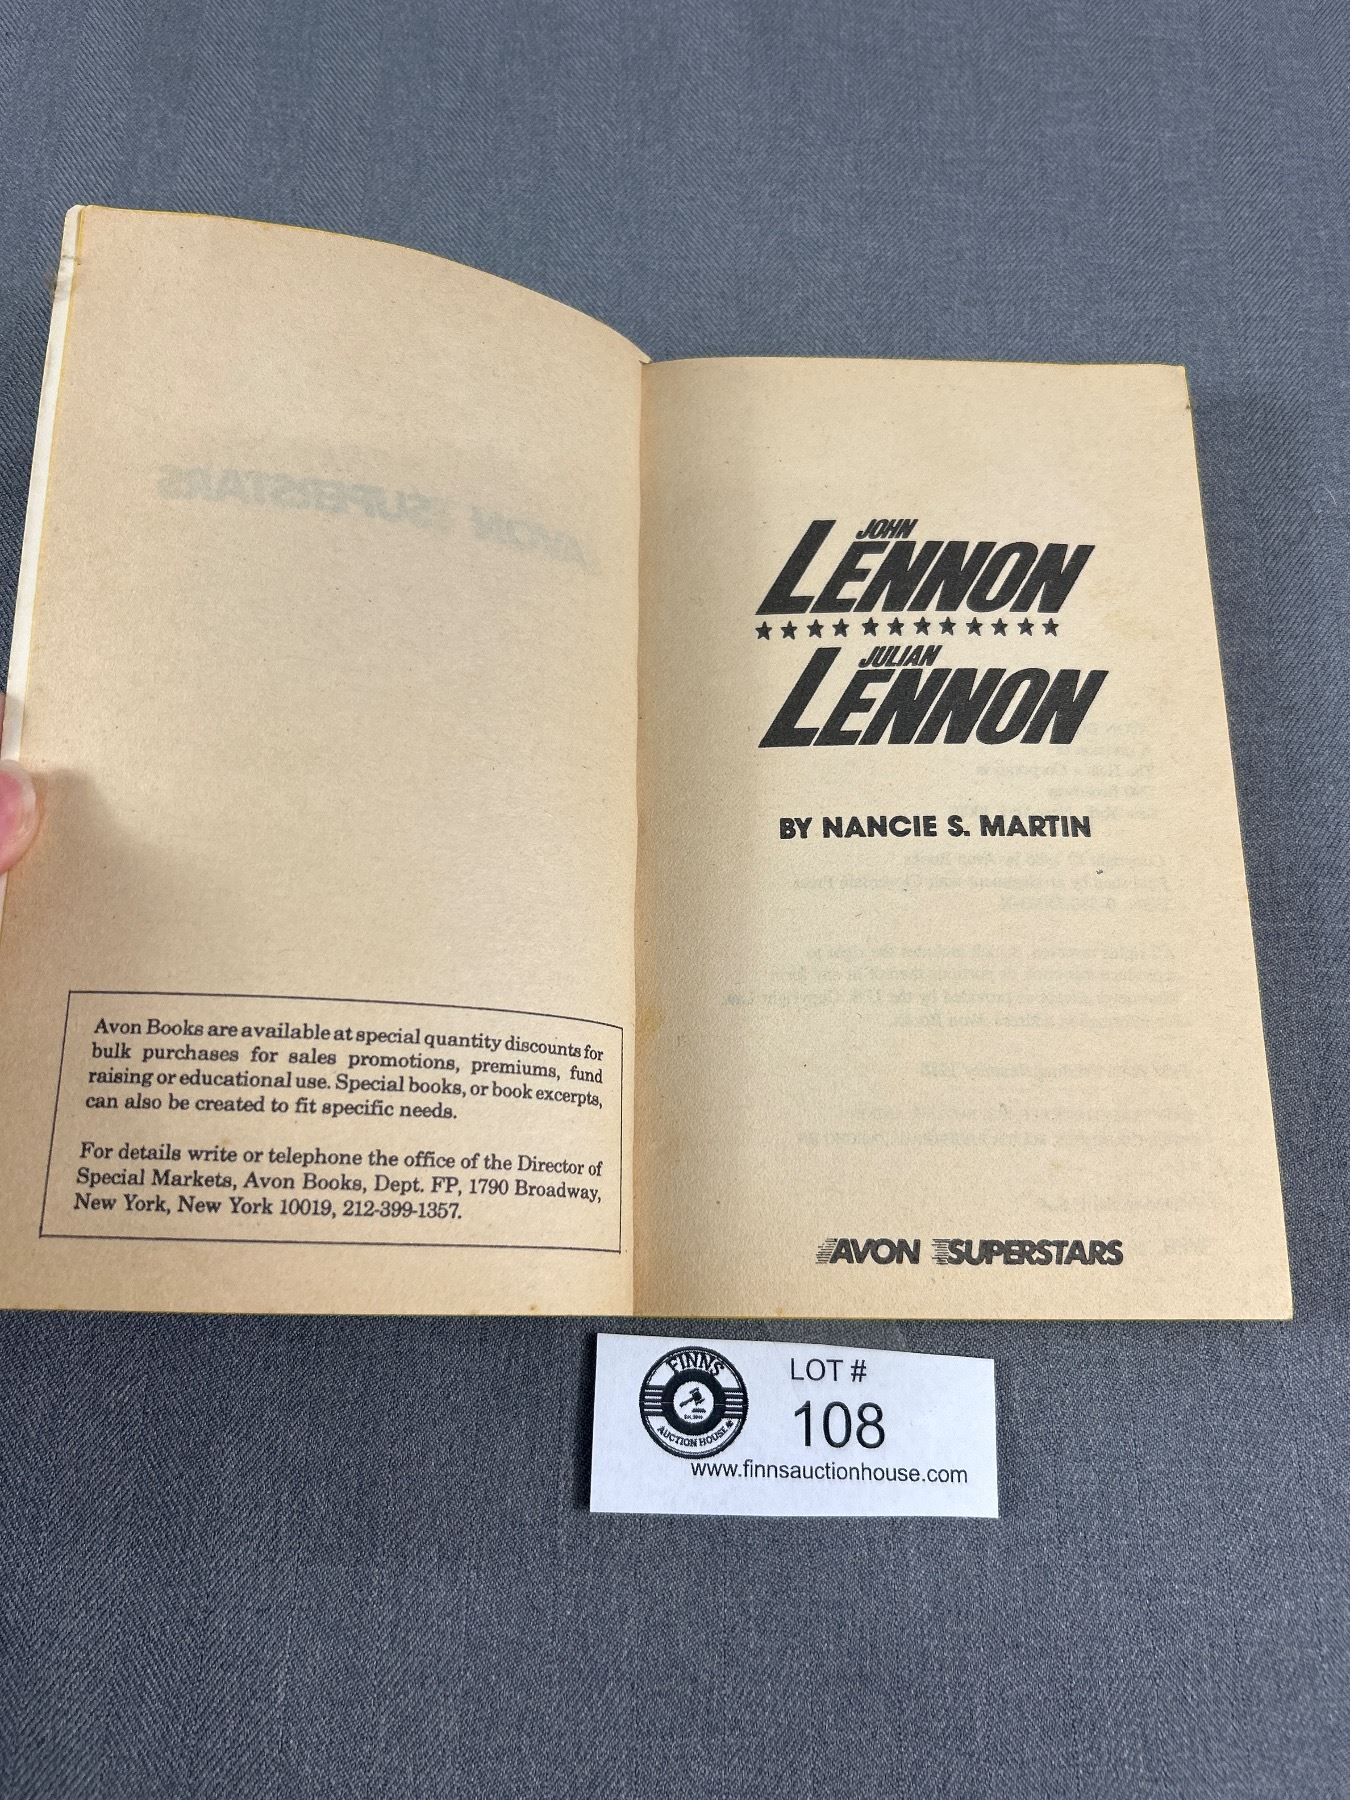 AVON SUPERSTARS
Avon Books are available at special quantity discounts for
bulk purchases for sales promotions, premiums, fund
raising or educational use. Special books, or book excerpts,
can also be created to fit specific needs.
For details write or telephone the office of the Director of
Special Markets, Avon Books, Dept. FP, 1790 Broadway,
New York, New York 10019, 212-399-1357.
JOHN
LENNON
JULIAN
LENNON
BY NANCIE S. MARTIN
AVON SUPERSTARS
FINNS
AUCTION HOUSE
LOT #
108
www.finnsauctionhouse.com